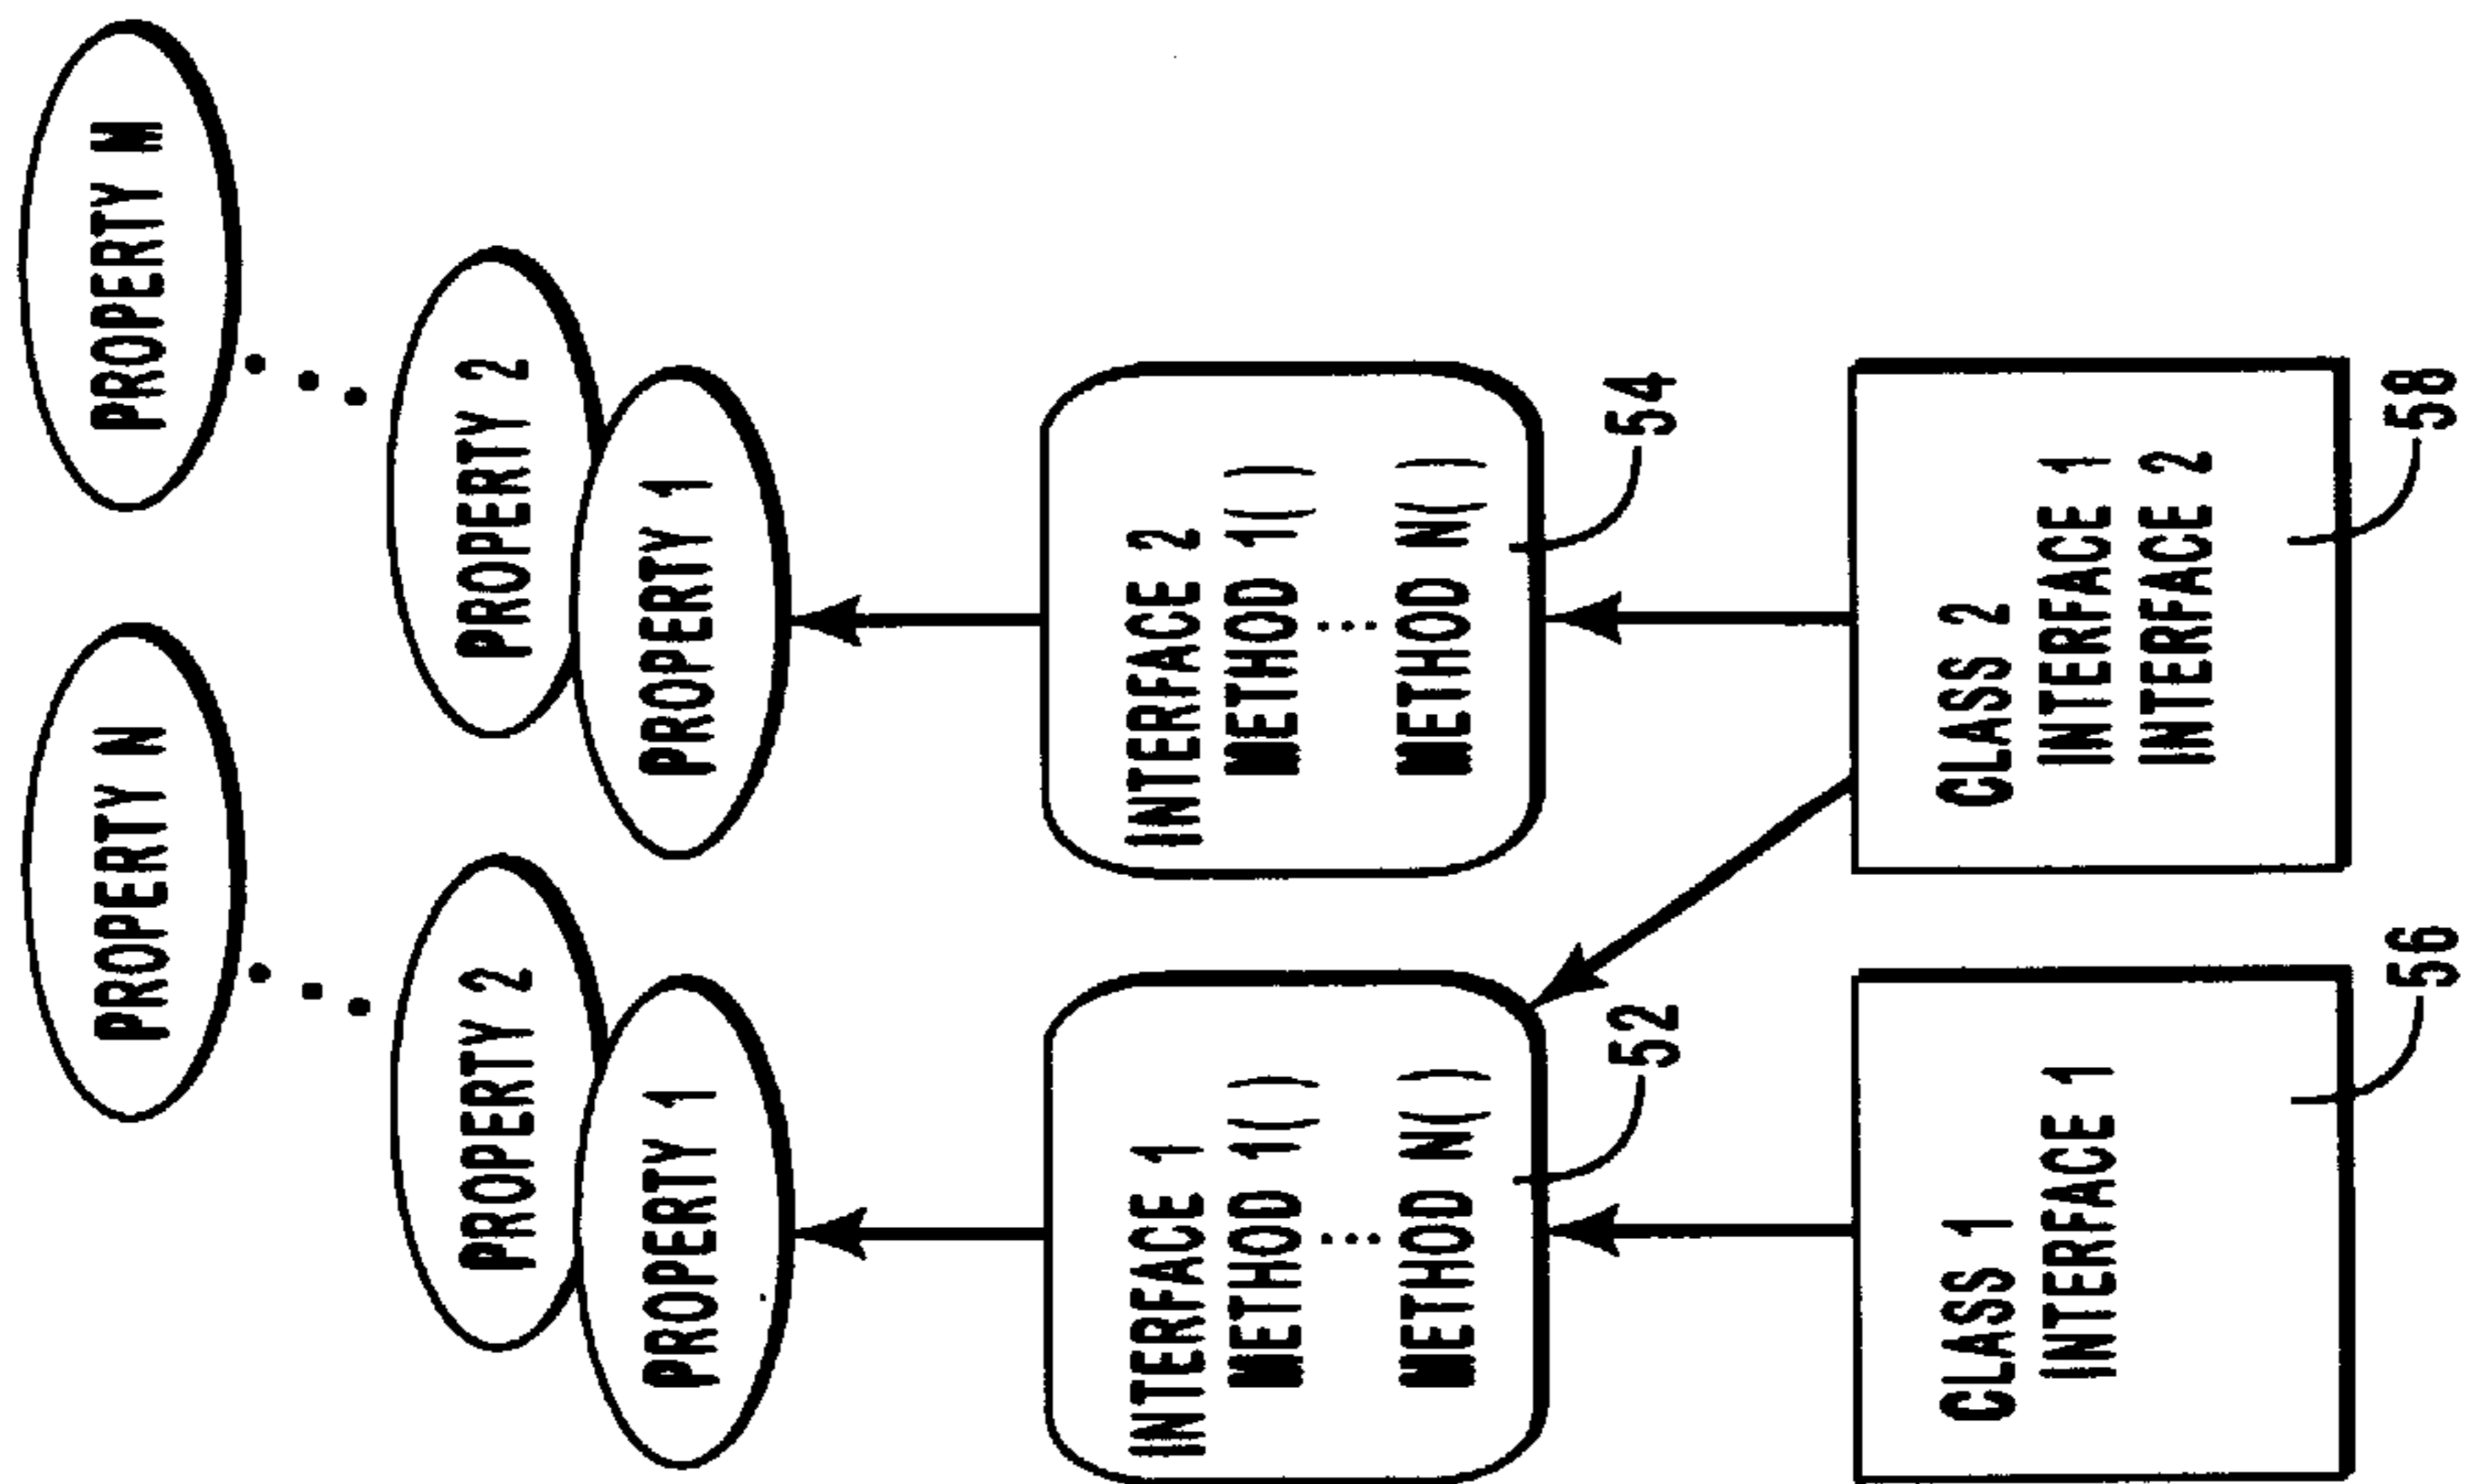 PROPERTY N
PROPERTY 2
PROPERTY 1
INTERFACE 1
METHOD 1()
...
METHOD N()
52
CLASS 1
INTERFACE 1
56
PROPERTY M
PROPERTY 2
PROPERTY 1
INTERFACE 2
METHOD 1()
...
METHOD N()
54
CLASS 2
INTERFACE 1
INTERFACE 2
58